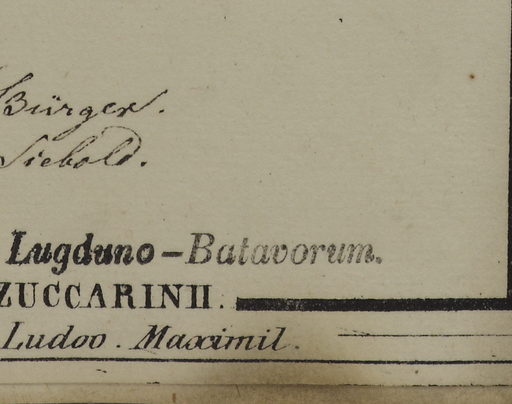 Bürger.
Siebold.
Lugduno-Batavorum.
ZUCCARINII.
Ludov. Maximil.